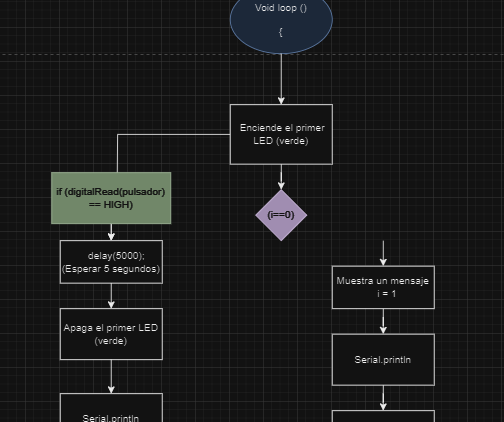 Void loop ()
{
Enciende el primer
LED (verde)
if (digitalRead(pulsador)
== HIGH)
(i==0)
delay(5000);
(Esperar 5 segundos)
Muestra un mensaje
i = 1
Apaga el primer LED
(verde)
Serial.println
Serial.println